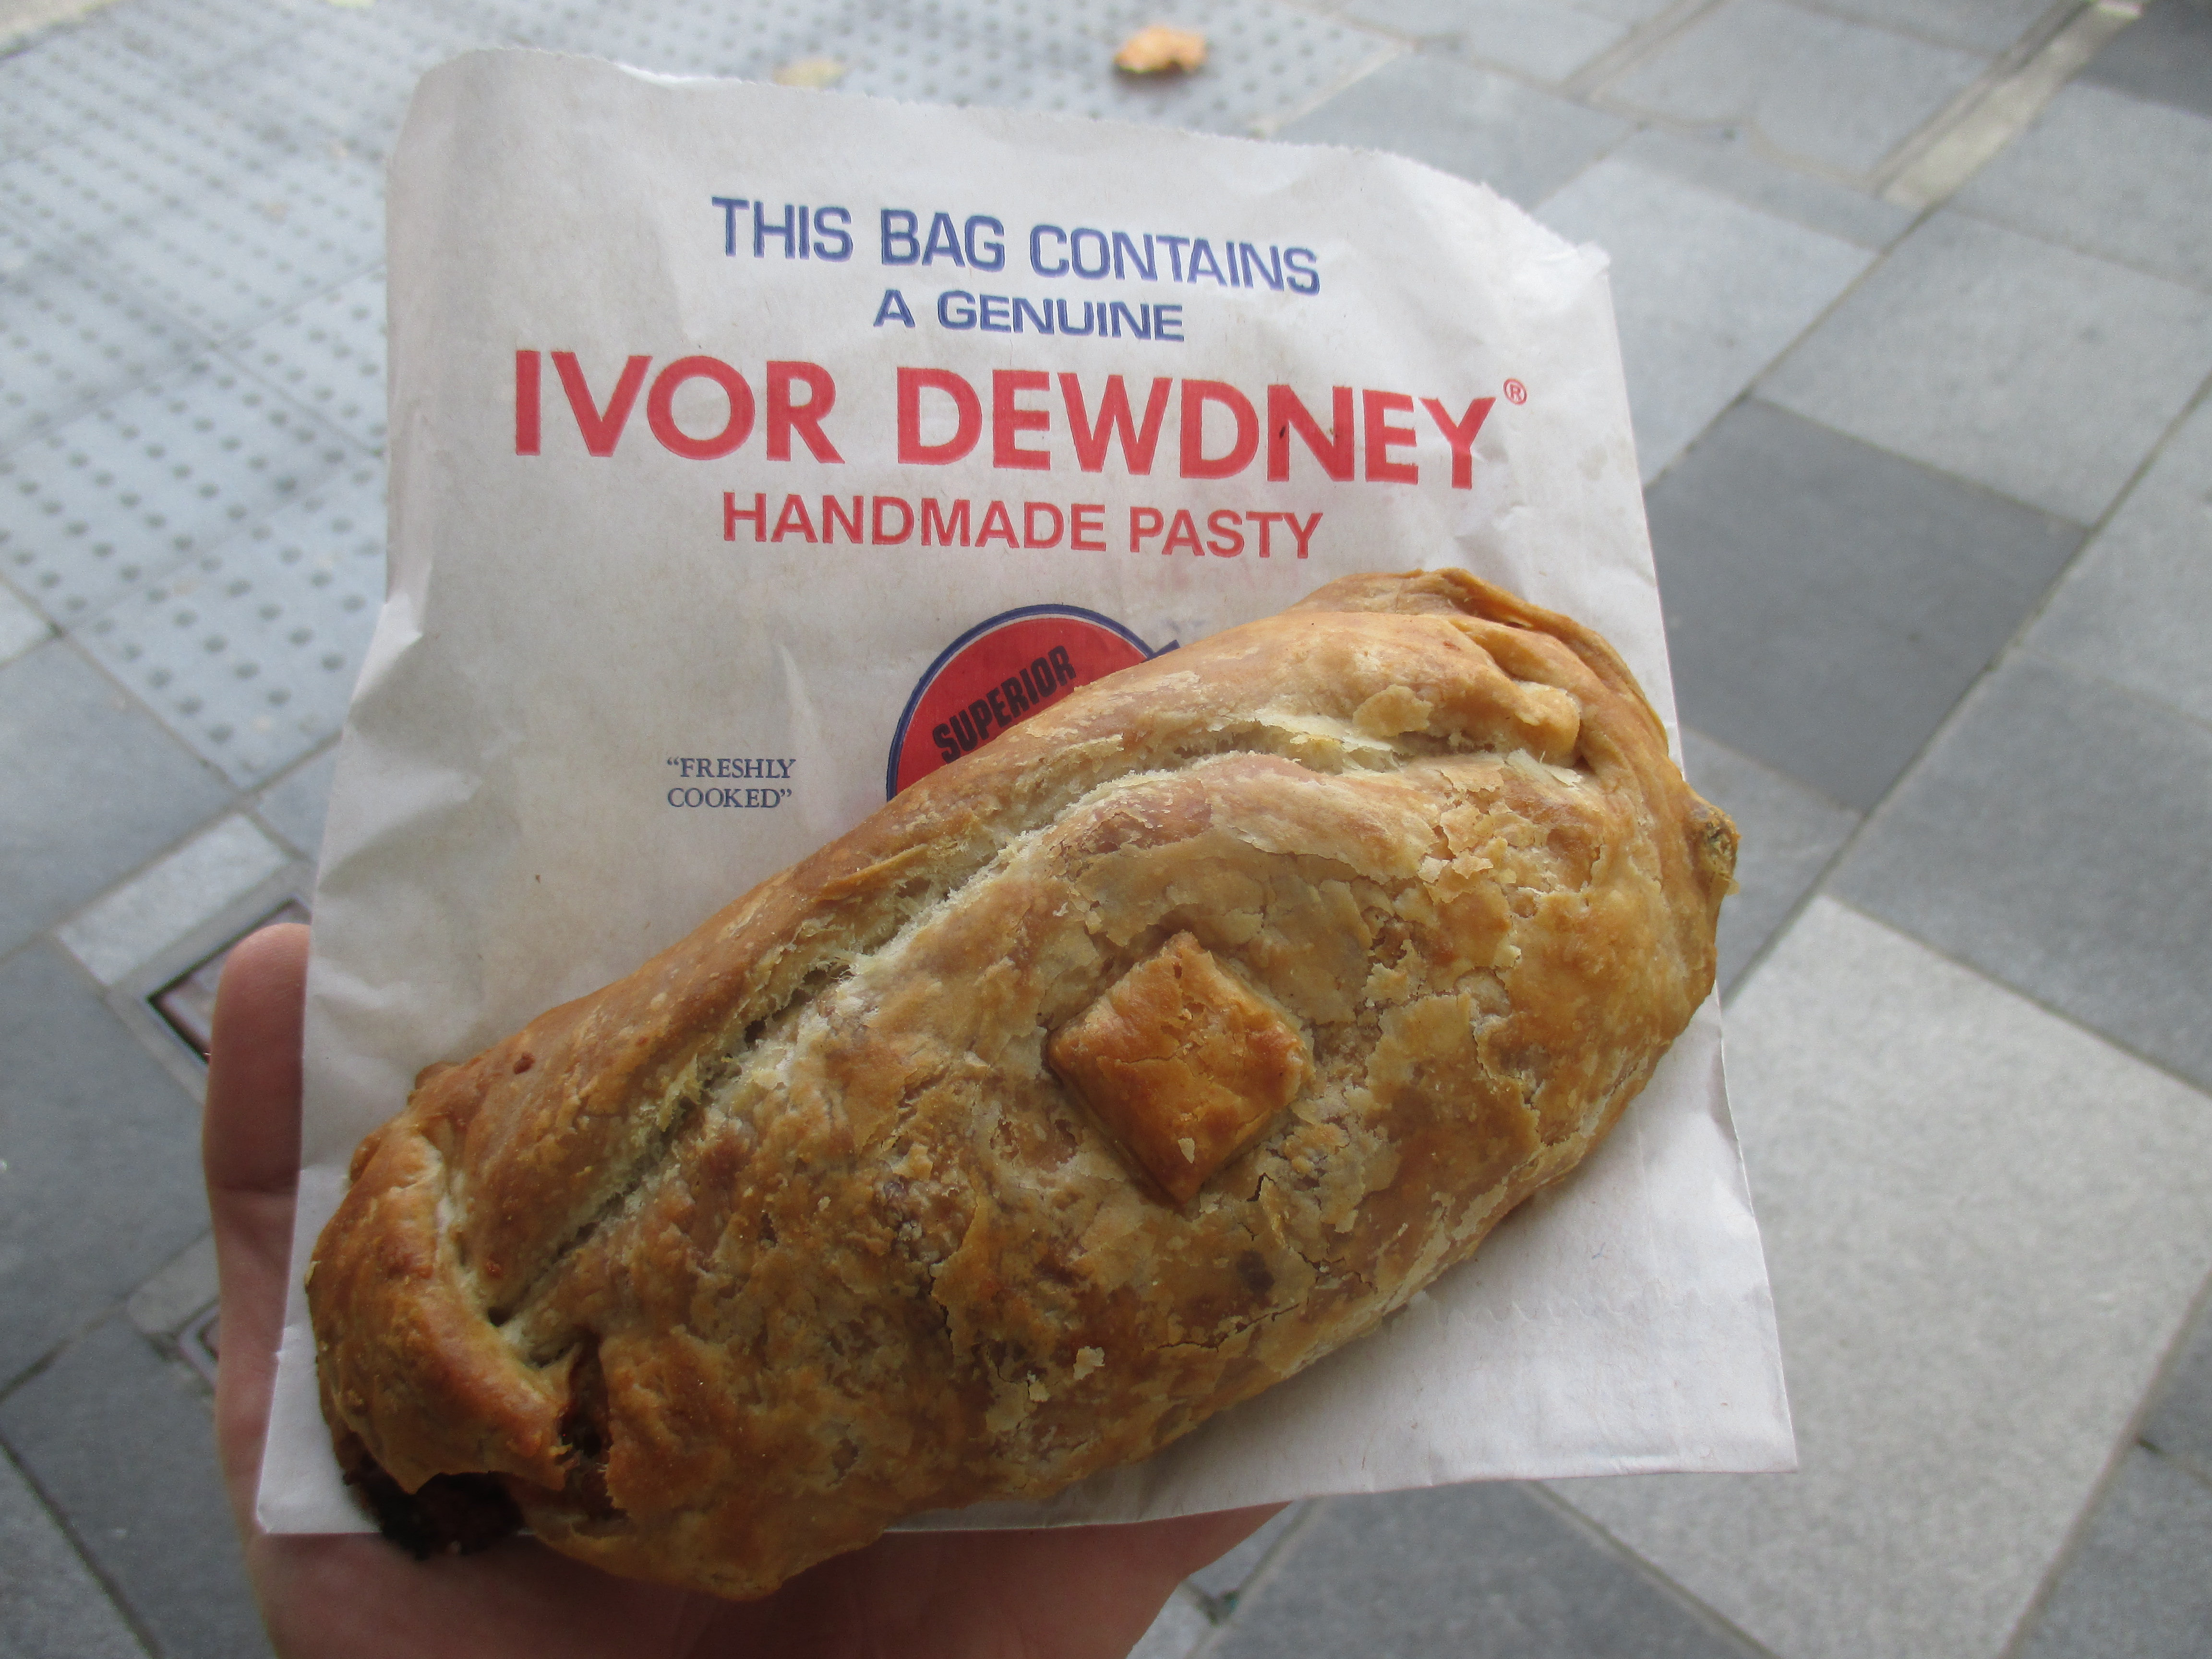 THIS BAG CONTAINS
A GENUINE
IVOR DEWDNEY®
HANDMADE PASTY
SUPERIOR
“FRESHLY
COOKED”